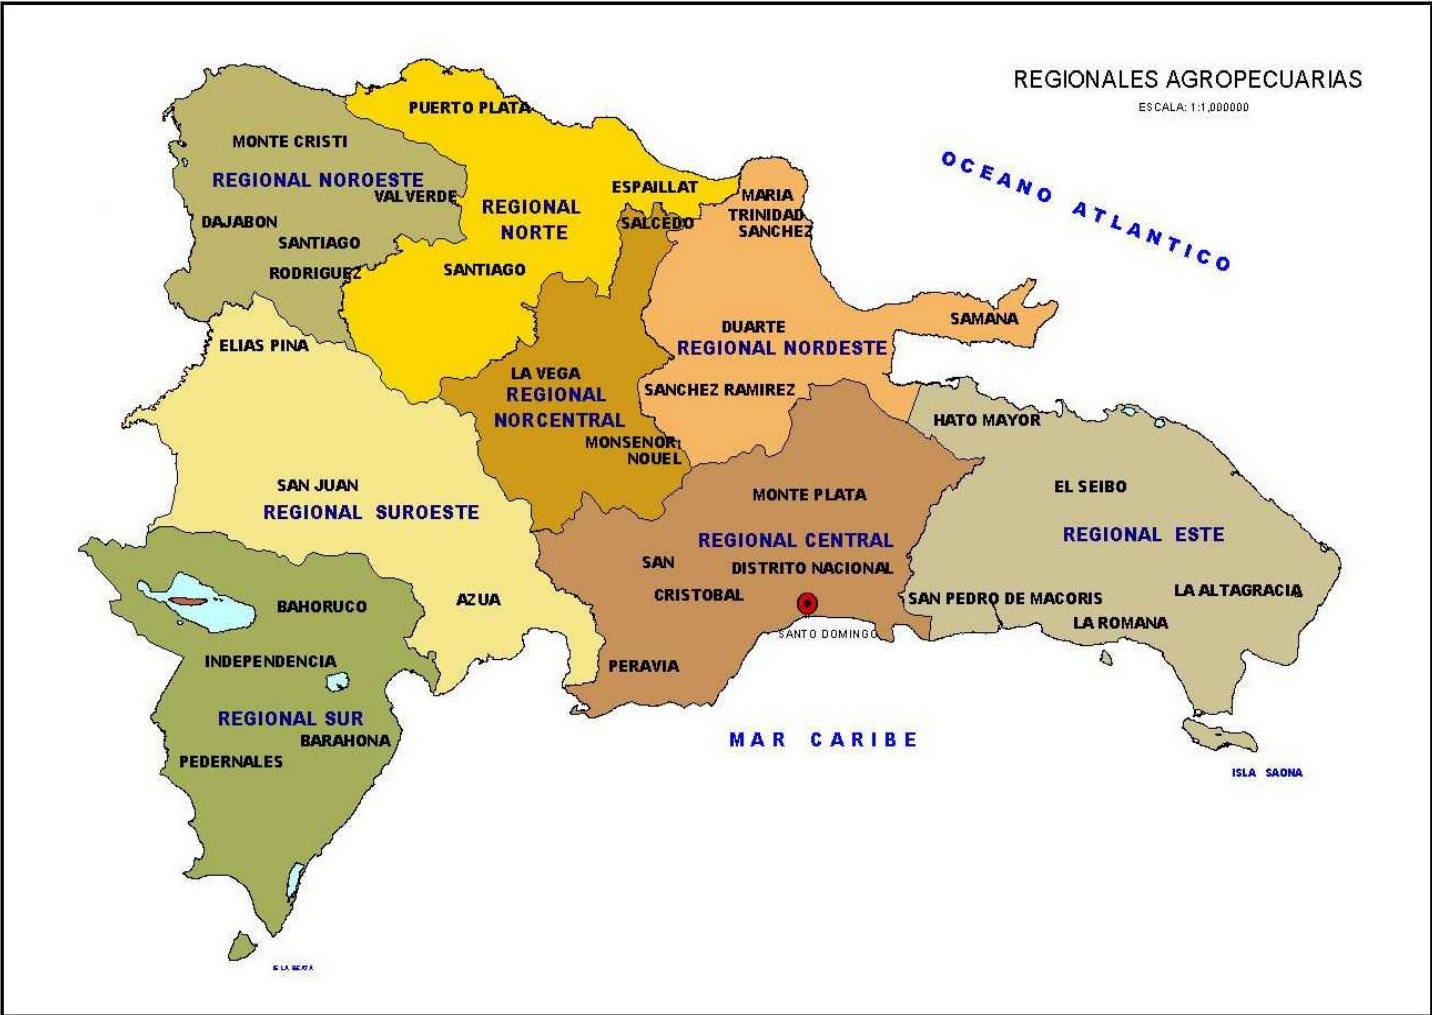 REGIONALES AGROPECUARIAS
ESCALA: 1:1,000000
OCEANO ATLANTICO
PUERTO PLATA
MONTE CRISTI
REGIONAL NOROESTE
VALVERDE
ESPAILLAT
MARIA
TRINIDAD
SANCHEZ
REGIONAL
NORTE
SALCEDO
DAJABON
SANTIAGO
RODRIGUEZ
SANTIAGO
SAMANA
DUARTE
REGIONAL NORDESTE
ELIAS PINA
LA VEGA
REGIONAL
NORCENTRAL
SANCHEZ RAMIREZ
HATO MAYOR
MONSENOR
NOUEL
SAN JUAN
REGIONAL SUROESTE
MONTE PLATA
EL SEIBO
REGIONAL ESTE
REGIONAL CENTRAL
SAN
CRISTOBAL
DISTRITO NACIONAL
LA ALTAGRACIA
SAN PEDRO DE MACORIS
LA ROMANA
BAHORUCO
AZUA
SANTO DOMINGO
INDEPENDENCIA
PERAVIA
REGIONAL SUR
BARAHONA
PEDERNALES
MAR CARIBE
ISLA SAONA
ISLA BEATA